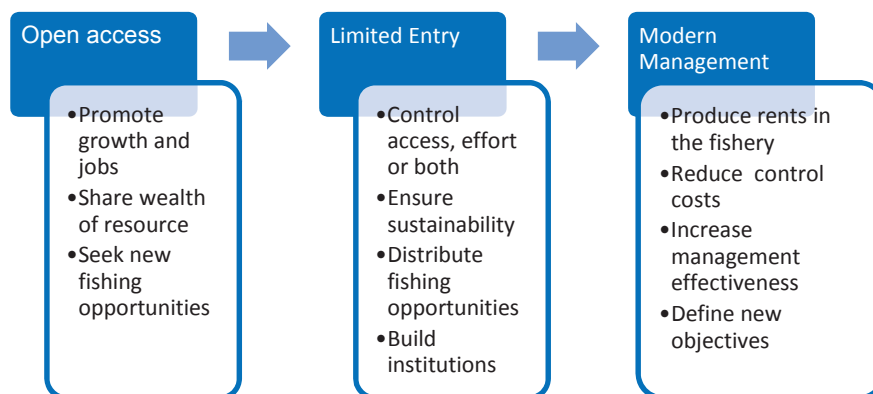 Open access
•Promote
growth and
jobs
•Share wealth
of resource
•Seek new
fishing
opportunities
Limited Entry
•Control
access, effort
or both
•Ensure
sustainability
•Distribute
fishing
opportunities
•Build
institutions
Modern
Management
•Produce rents in
the fishery
•Reduce control
costs
•Increase
management
effectiveness
•Define new
objectives